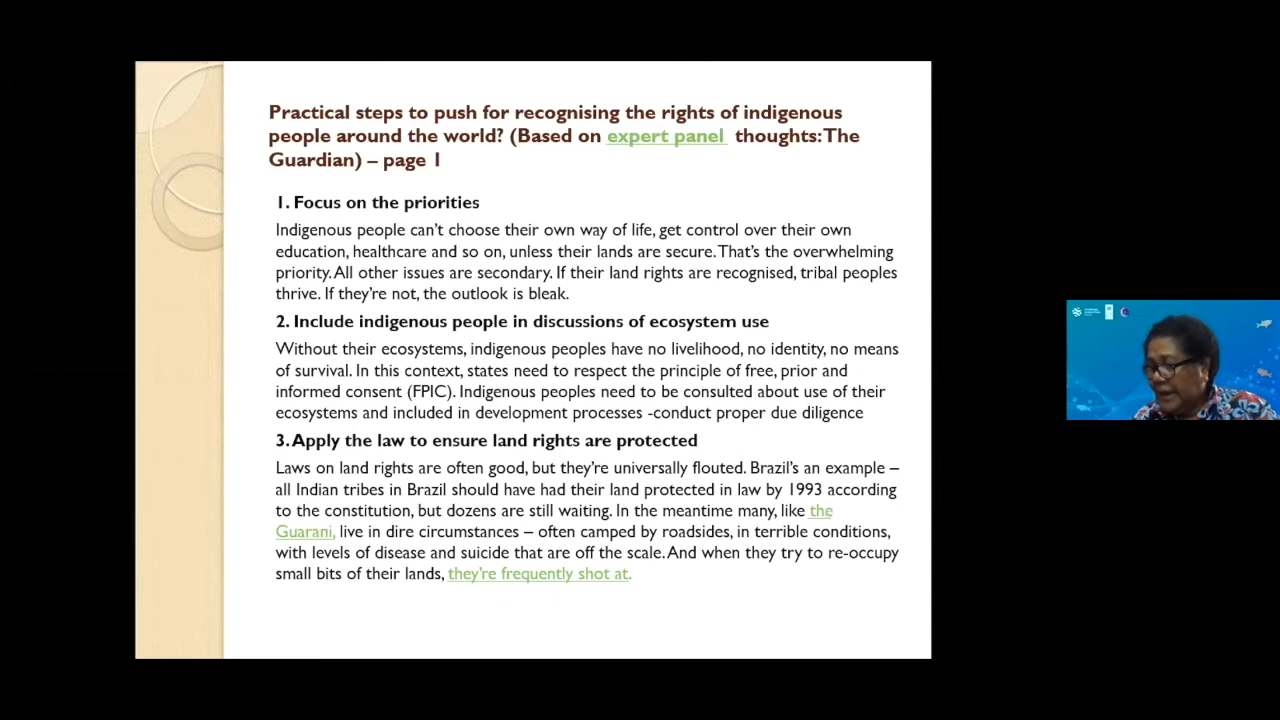 Practical steps to push for recognising the rights of indigenous
people around the world? (Based on expert panel thoughts: The
Guardian) – page 1
1. Focus on the priorities
Indigenous people can't choose their own way of life, get control over their own
education, healthcare and so on, unless their lands are secure. That's the overwhelming
priority. All other issues are secondary. If their land rights are recognised, tribal peoples
thrive. If they're not, the outlook is bleak.
2. Include indigenous people in discussions of ecosystem use
Without their ecosystems, indigenous peoples have no livelihood, no identity, no means
of survival. In this context, states need to respect the principle of free, prior and
informed consent (FPIC). Indigenous peoples need to be consulted about use of their
ecosystems and included in development processes -conduct proper due diligence
3. Apply the law to ensure land rights are protected
Laws on land rights are often good, but they're universally flouted. Brazil's an example –
all Indian tribes in Brazil should have had their land protected in law by 1993 according
to the constitution, but dozens are still waiting. In the meantime many, like the
Guarani, live in dire circumstances – often camped by roadsides, in terrible conditions,
with levels of disease and suicide that are off the scale. And when they try to re-occupy
small bits of their lands, they're frequently shot at.